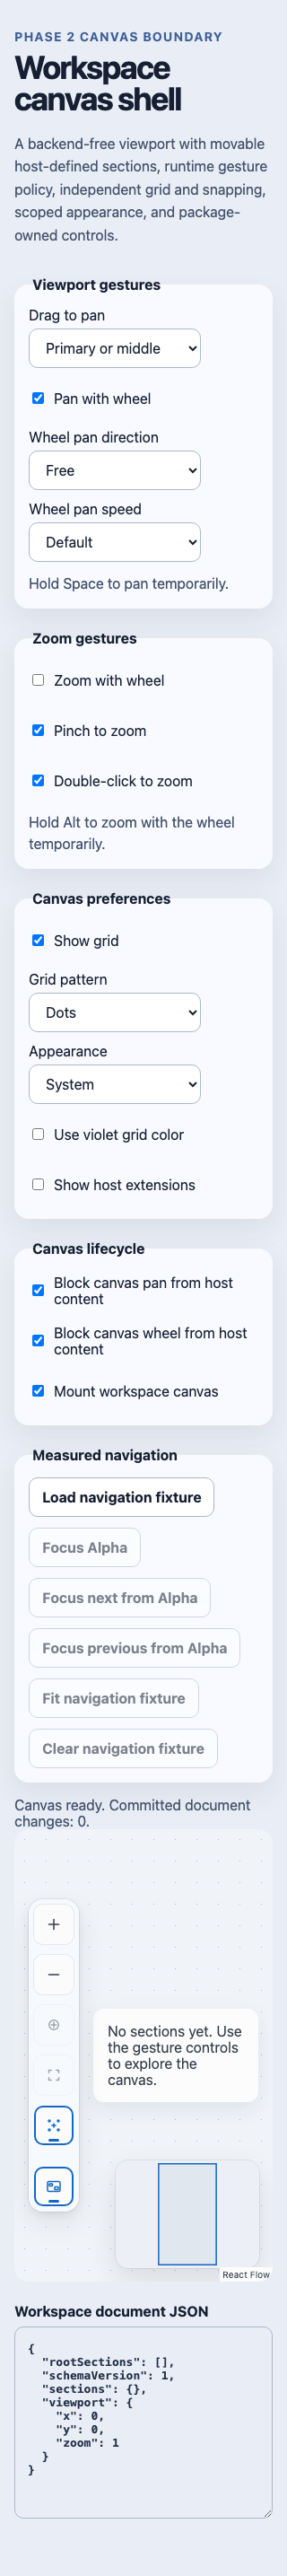 PHASE 2 CANVAS BOUNDARY
Workspace
canvas shell
A backend-free viewport with movable
host-defined sections, runtime gesture
policy, independent grid and snapping,
scoped appearance, and package-
owned controls.
Viewport gestures
Drag to pan
Primary or middle
Pan with wheel
Wheel pan direction
Free
Wheel pan speed
Default
Hold Space to pan temporarily.
Zoom gestures
Zoom with wheel
Pinch to zoom
Double-click to zoom
Hold Alt to zoom with the wheel
temporarily.
Canvas preferences
Show grid
Grid pattern
Dots
Appearance
System
Use violet grid color
Show host extensions
Canvas lifecycle
Block canvas pan from host
content
Block canvas wheel from host
content
Mount workspace canvas
Measured navigation
Load navigation fixture
Focus Alpha
Focus next from Alpha
Focus previous from Alpha
Fit navigation fixture
Clear navigation fixture
Canvas ready. Committed document
changes: 0.
No sections yet. Use
the gesture controls
to explore the
canvas.
React Flow
Workspace document JSON
{
  "rootSections": [],
  "schemaVersion": 1,
  "sections": {},
  "viewport": {
    "x": 0,
    "y": 0,
    "zoom": 1
  }
}